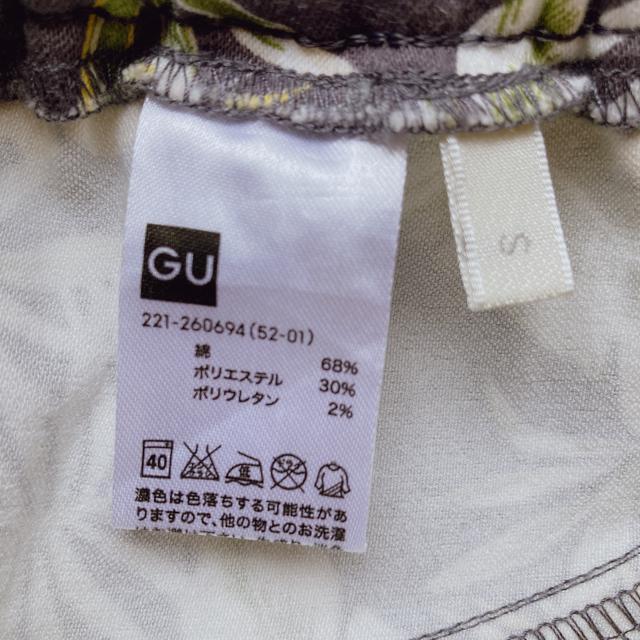 GU
221-260694(52-01)
綿 68%
ポリエステル 30%
ポリウレタン 2%
40
低
濃色は色落ちする可能性があ
りますので、他の物とのお洗濯
S